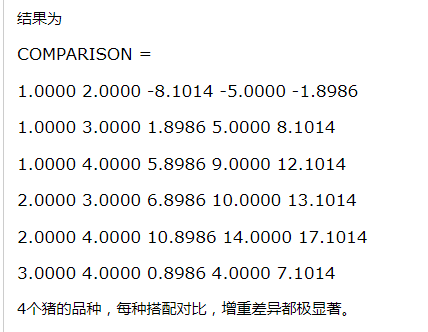 结果为
COMPARISON =
1.0000 2.0000 -8.1014 -5.0000 -1.8986
1.0000 3.0000 1.8986 5.0000 8.1014
1.0000 4.0000 5.8986 9.0000 12.1014
2.0000 3.0000 6.8986 10.0000 13.1014
2.0000 4.0000 10.8986 14.0000 17.1014
3.0000 4.0000 0.8986 4.0000 7.1014
4个猪的品种，每种搭配对比，增重差异都极显著。